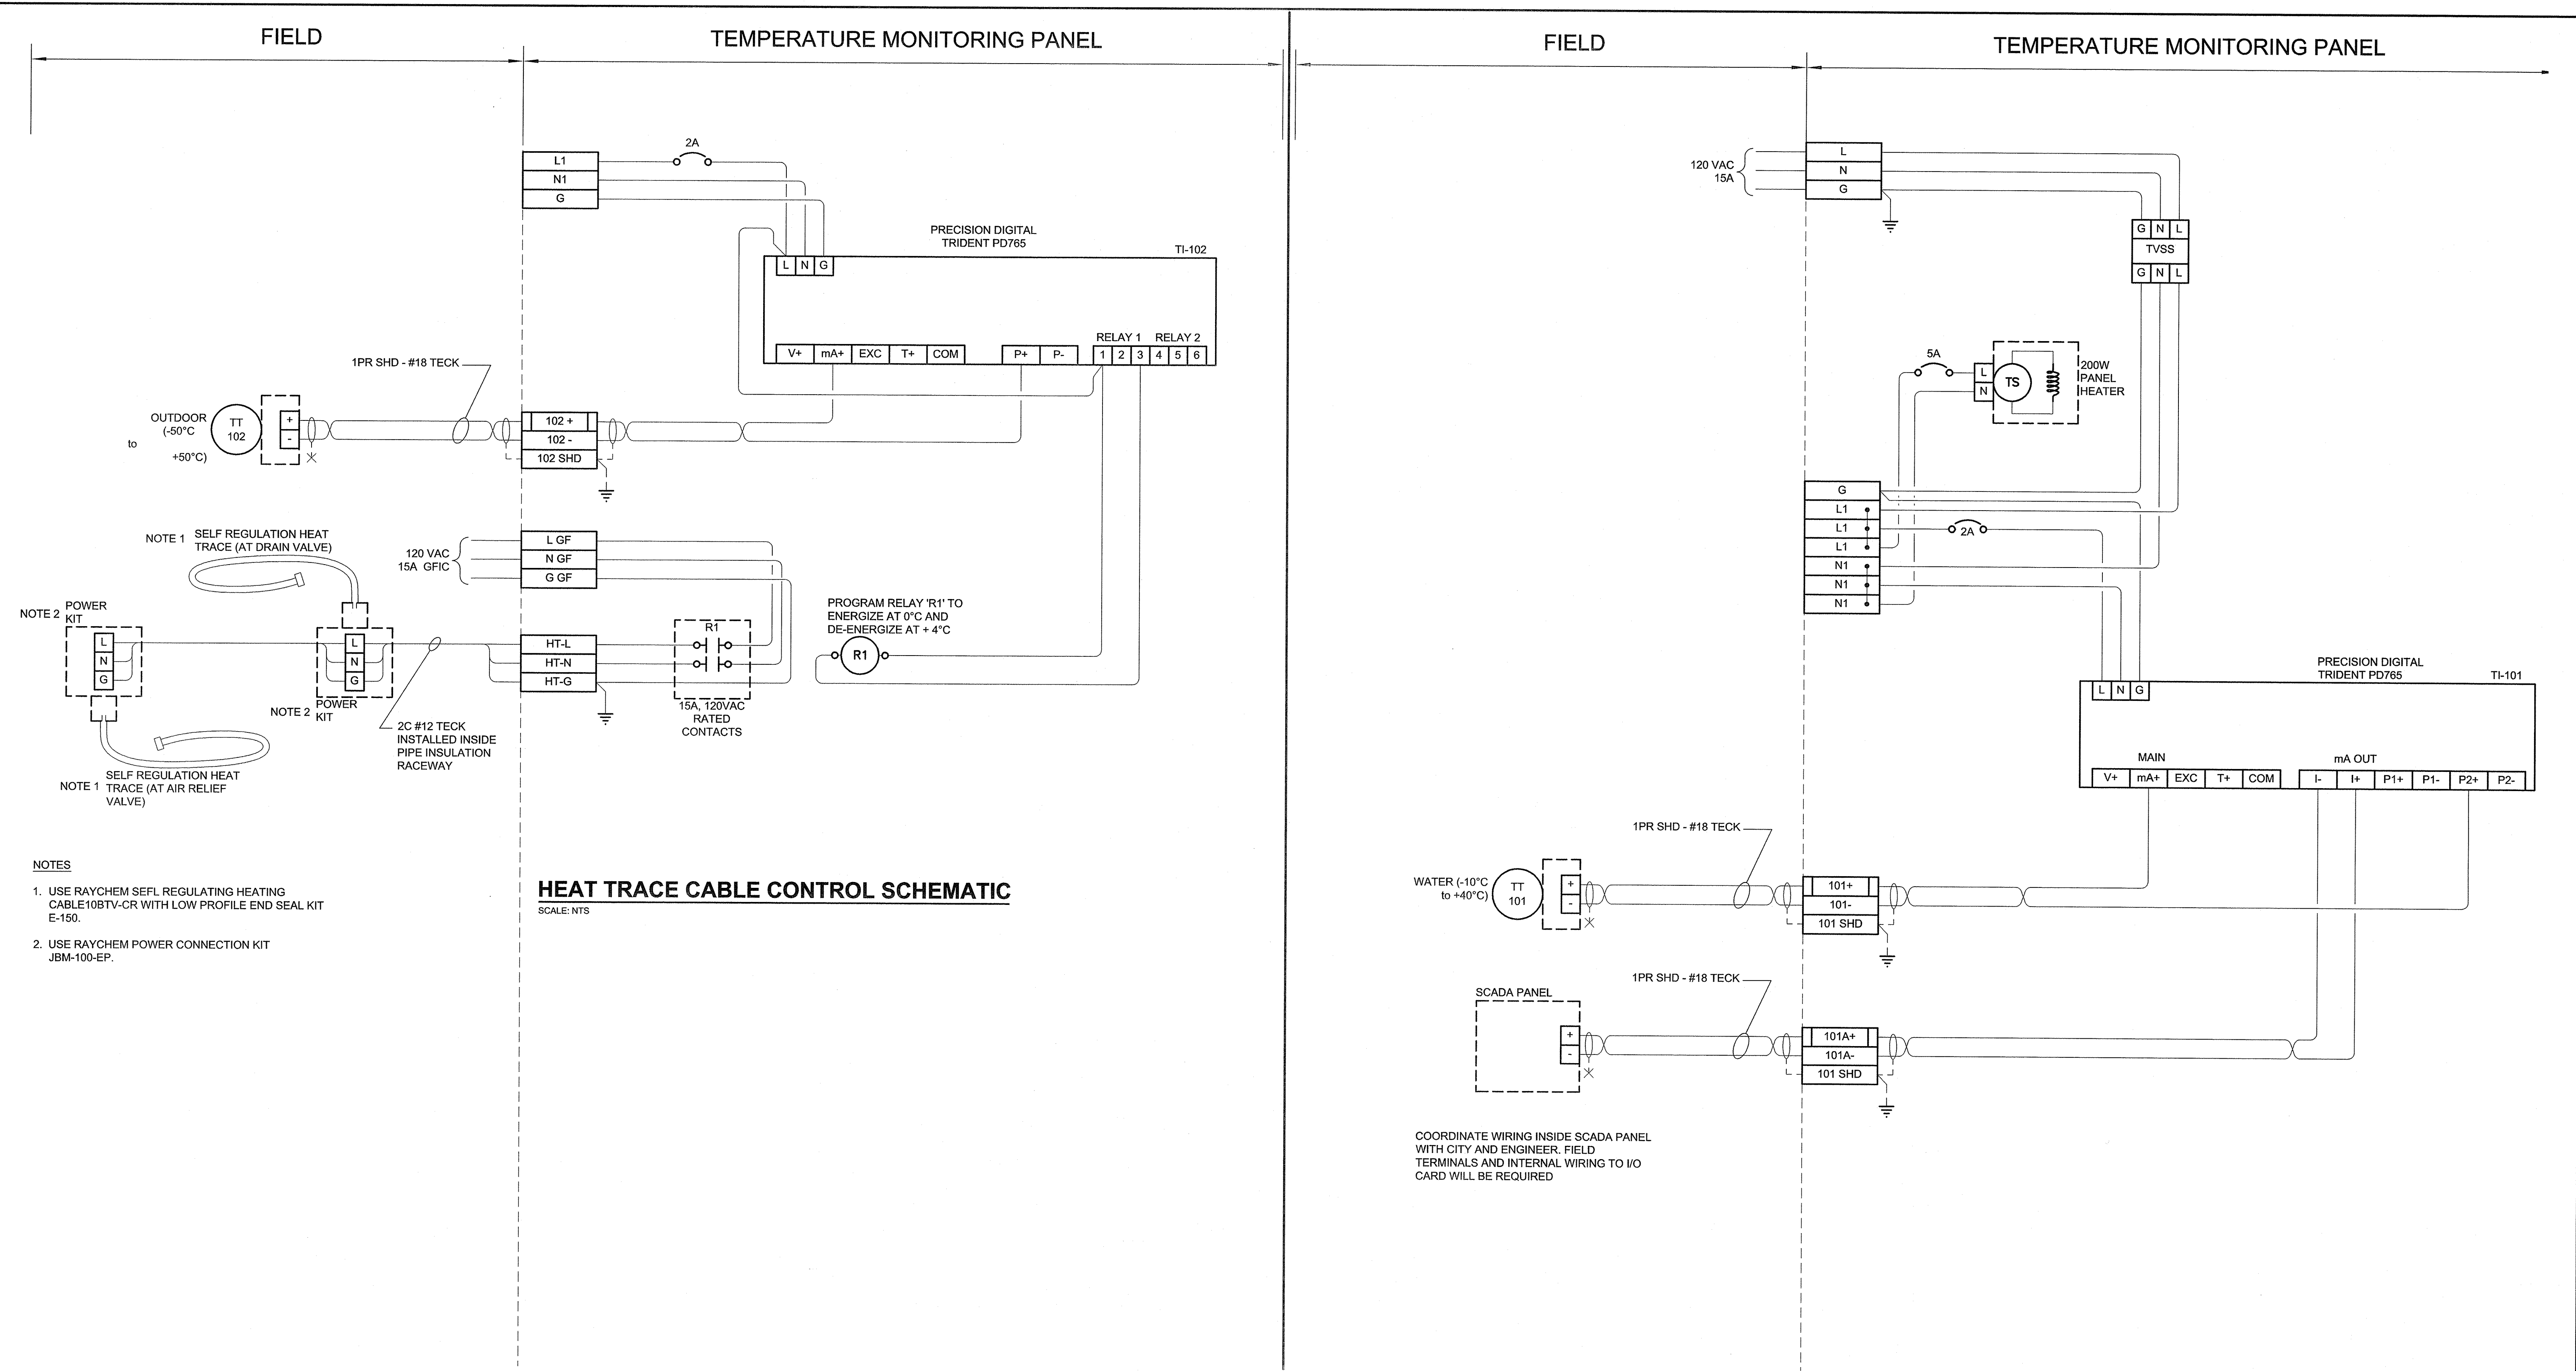 FIELD
TEMPERATURE MONITORING PANEL
L1
N1
G
2A
PRECISION DIGITAL
TRIDENT PD765
TI-102
L N G
RELAY 1 RELAY 2
V+ mA+ EXC T+ COM P+ P- 1 2 3 4 5 6
1PR SHD - #18 TECK
OUTDOOR
(-50°C
to
+50°C)
TT
102
+
-
102 +
102 -
102 SHD
120 VAC
15A GFIC
L GF
N GF
G GF
NOTE 1
SELF REGULATION HEAT
TRACE (AT DRAIN VALVE)
NOTE 2
POWER
KIT
L
N
G
L
N
G
NOTE 2
POWER
KIT
HT-L
HT-N
HT-G
R1
15A, 120VAC
RATED
CONTACTS
PROGRAM RELAY 'R1' TO
ENERGIZE AT 0°C AND
DE-ENERGIZE AT + 4°C
R1
2C #12 TECK
INSTALLED INSIDE
PIPE INSULATION
RACEWAY
NOTE 1
SELF REGULATION HEAT
TRACE (AT AIR RELIEF
VALVE)
NOTES
1. USE RAYCHEM SEFL REGULATING HEATING
CABLE10BTV-CR WITH LOW PROFILE END SEAL KIT
E-150.
2. USE RAYCHEM POWER CONNECTION KIT
JBM-100-EP.
HEAT TRACE CABLE CONTROL SCHEMATIC
SCALE: NTS
FIELD
TEMPERATURE MONITORING PANEL
120 VAC
15A
L
N
G
G N L
TVSS
G N L
5A
L
N
TS
200W
PANEL
HEATER
G
L1
L1
L1
N1
N1
N1
2A
PRECISION DIGITAL
TRIDENT PD765
TI-101
L N G
MAIN mA OUT
V+ mA+ EXC T+ COM I- I+ P1+ P1- P2+ P2-
1PR SHD - #18 TECK
WATER (-10°C
to +40°C)
TT
101
+
-
101+
101-
101 SHD
1PR SHD - #18 TECK
SCADA PANEL
+
-
101A+
101A-
101 SHD
COORDINATE WIRING INSIDE SCADA PANEL
WITH CITY AND ENGINEER. FIELD
TERMINALS AND INTERNAL WIRING TO I/O
CARD WILL BE REQUIRED